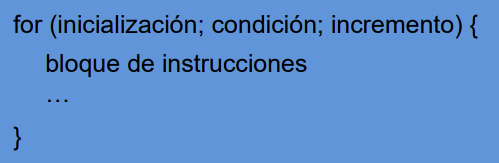 for (inicialización; condición; incremento) {
bloque de instrucciones
…
}